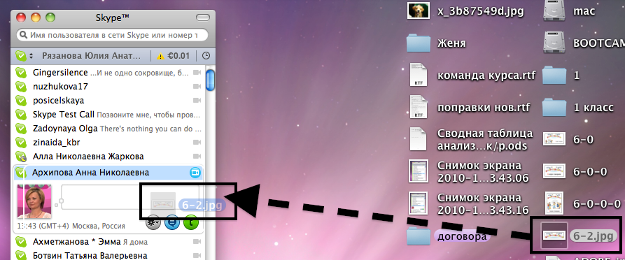 Skype™
Имя пользователя в сети Skype или номер тел
Рязанова Юлия Анат...
€0.01
Gingersilence ...И не одно сокровище, б...
nuzhukova17
posicelskaya
Skype Test Call Позвоните мне, чтобы прове
Zadoynaya Olga There's nothing you can do ...
zinaida_kbr
Алла Николаевна Жаркова
Архипова Анна Николаевна
6-2.jpg
43 (GMT+4) Москва, Россия
Ахметжанова * Эмма Я дома
Ботвин Татьяна Валерьевна
x_3b87549d.jpg
Женя
команда курса.rtf
поправки нов.rtf
Сводная таблица
анализ...к/р.ods
Снимок экрана
2010-1...3.43.06
Снимок экрана
2010-1...3.43.16
договора
mac
BOOTCAM
1
1 класс
6-0
6-0-0
6-0-0-0
6-2.jpg